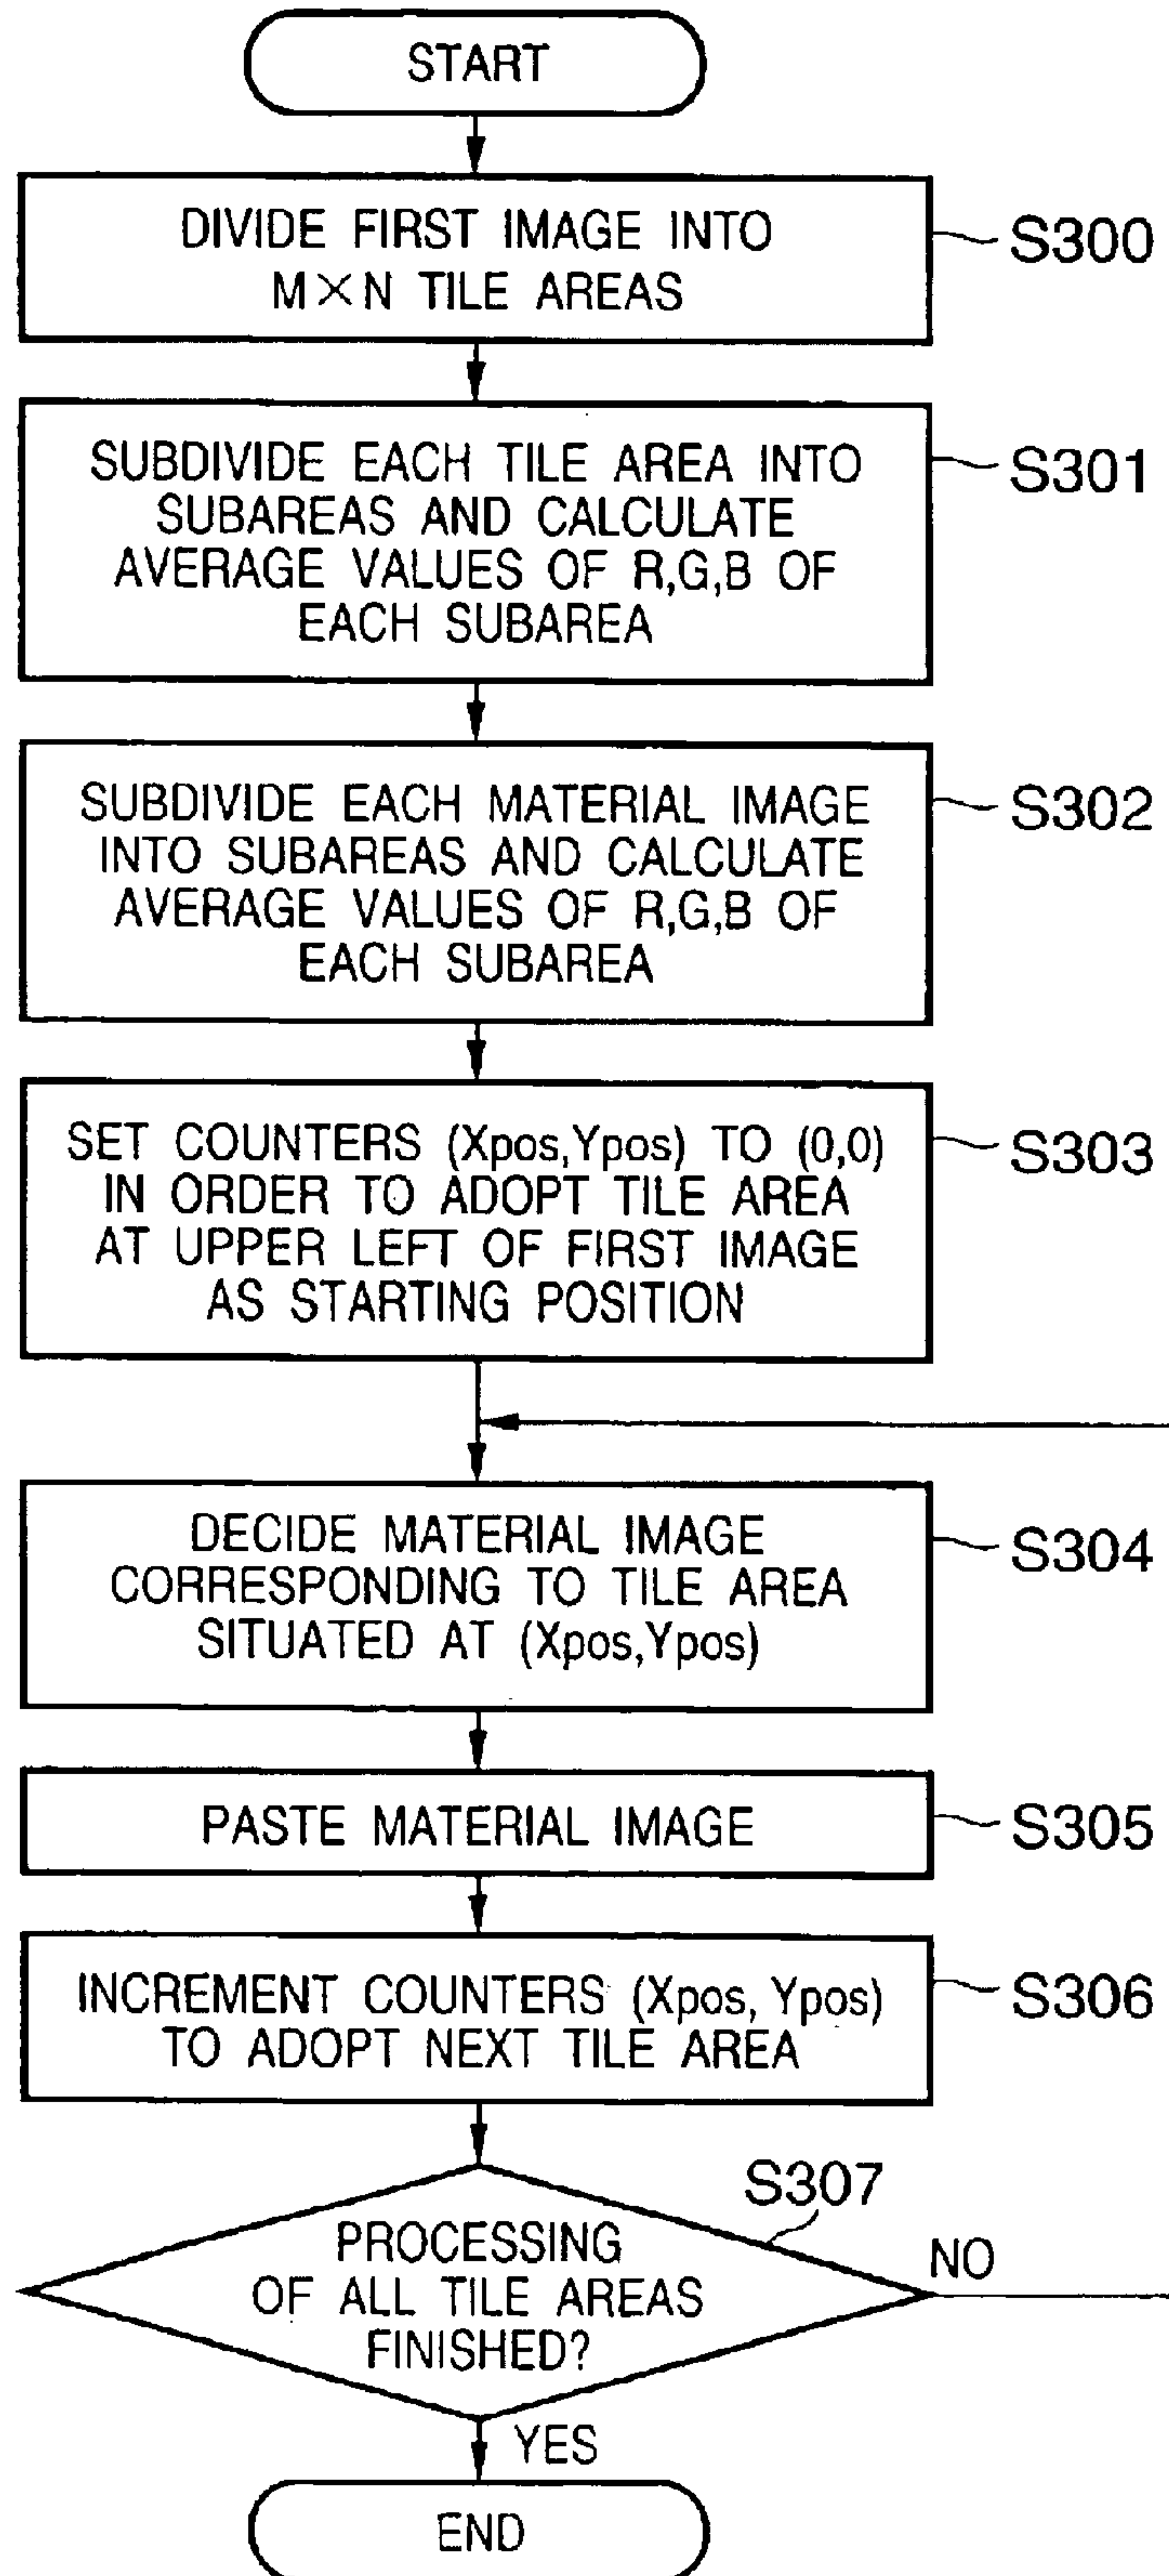 START
DIVIDE FIRST IMAGE INTO
M×N TILE AREAS
S300
SUBDIVIDE EACH TILE AREA INTO
SUBAREAS AND CALCULATE
AVERAGE VALUES OF R,G,B OF
EACH SUBAREA
S301
SUBDIVIDE EACH MATERIAL IMAGE
INTO SUBAREAS AND CALCULATE
AVERAGE VALUES OF R,G,B OF
EACH SUBAREA
S302
SET COUNTERS (Xpos,Ypos) TO (0,0)
IN ORDER TO ADOPT TILE AREA
AT UPPER LEFT OF FIRST IMAGE
AS STARTING POSITION
S303
DECIDE MATERIAL IMAGE
CORRESPONDING TO TILE AREA
SITUATED AT (Xpos,Ypos)
S304
PASTE MATERIAL IMAGE
S305
INCREMENT COUNTERS (Xpos, Ypos)
TO ADOPT NEXT TILE AREA
S306
S307
PROCESSING
OF ALL TILE AREAS
FINISHED?
NO
YES
END